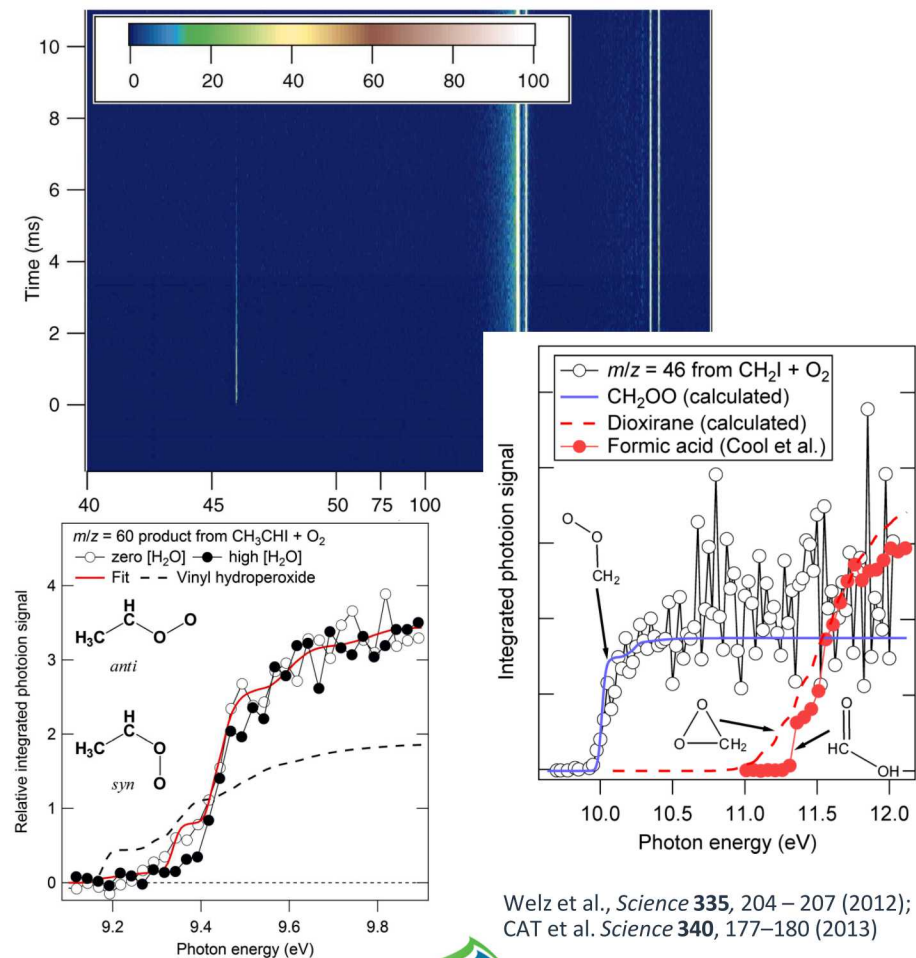 0 20 40 60 80 100
10
8
6
4
2
0
Time (ms)
40 45 50 75 100
m/z = 46 from CH₂I + O₂
CH₂OO (calculated)
Dioxirane (calculated)
Formic acid (Cool et al.)
Integrated photoion signal
O
O
CH₂
O
O CH₂
O
HC
OH
10.0 10.5 11.0 11.5 12.0
Photon energy (eV)
m/z = 60 product from CH₃CHI + O₂
zero [H₂O] high [H₂O]
Fit Vinyl hydroperoxide
4
3
2
1
0
Relative integrated photoion signal
H
C O
H₃C O
anti
H
C
H₃C O
O
syn
9.2 9.4 9.6 9.8
Photon energy (eV)
Welz et al., Science 335, 204 – 207 (2012);
CAT et al. Science 340, 177–180 (2013)